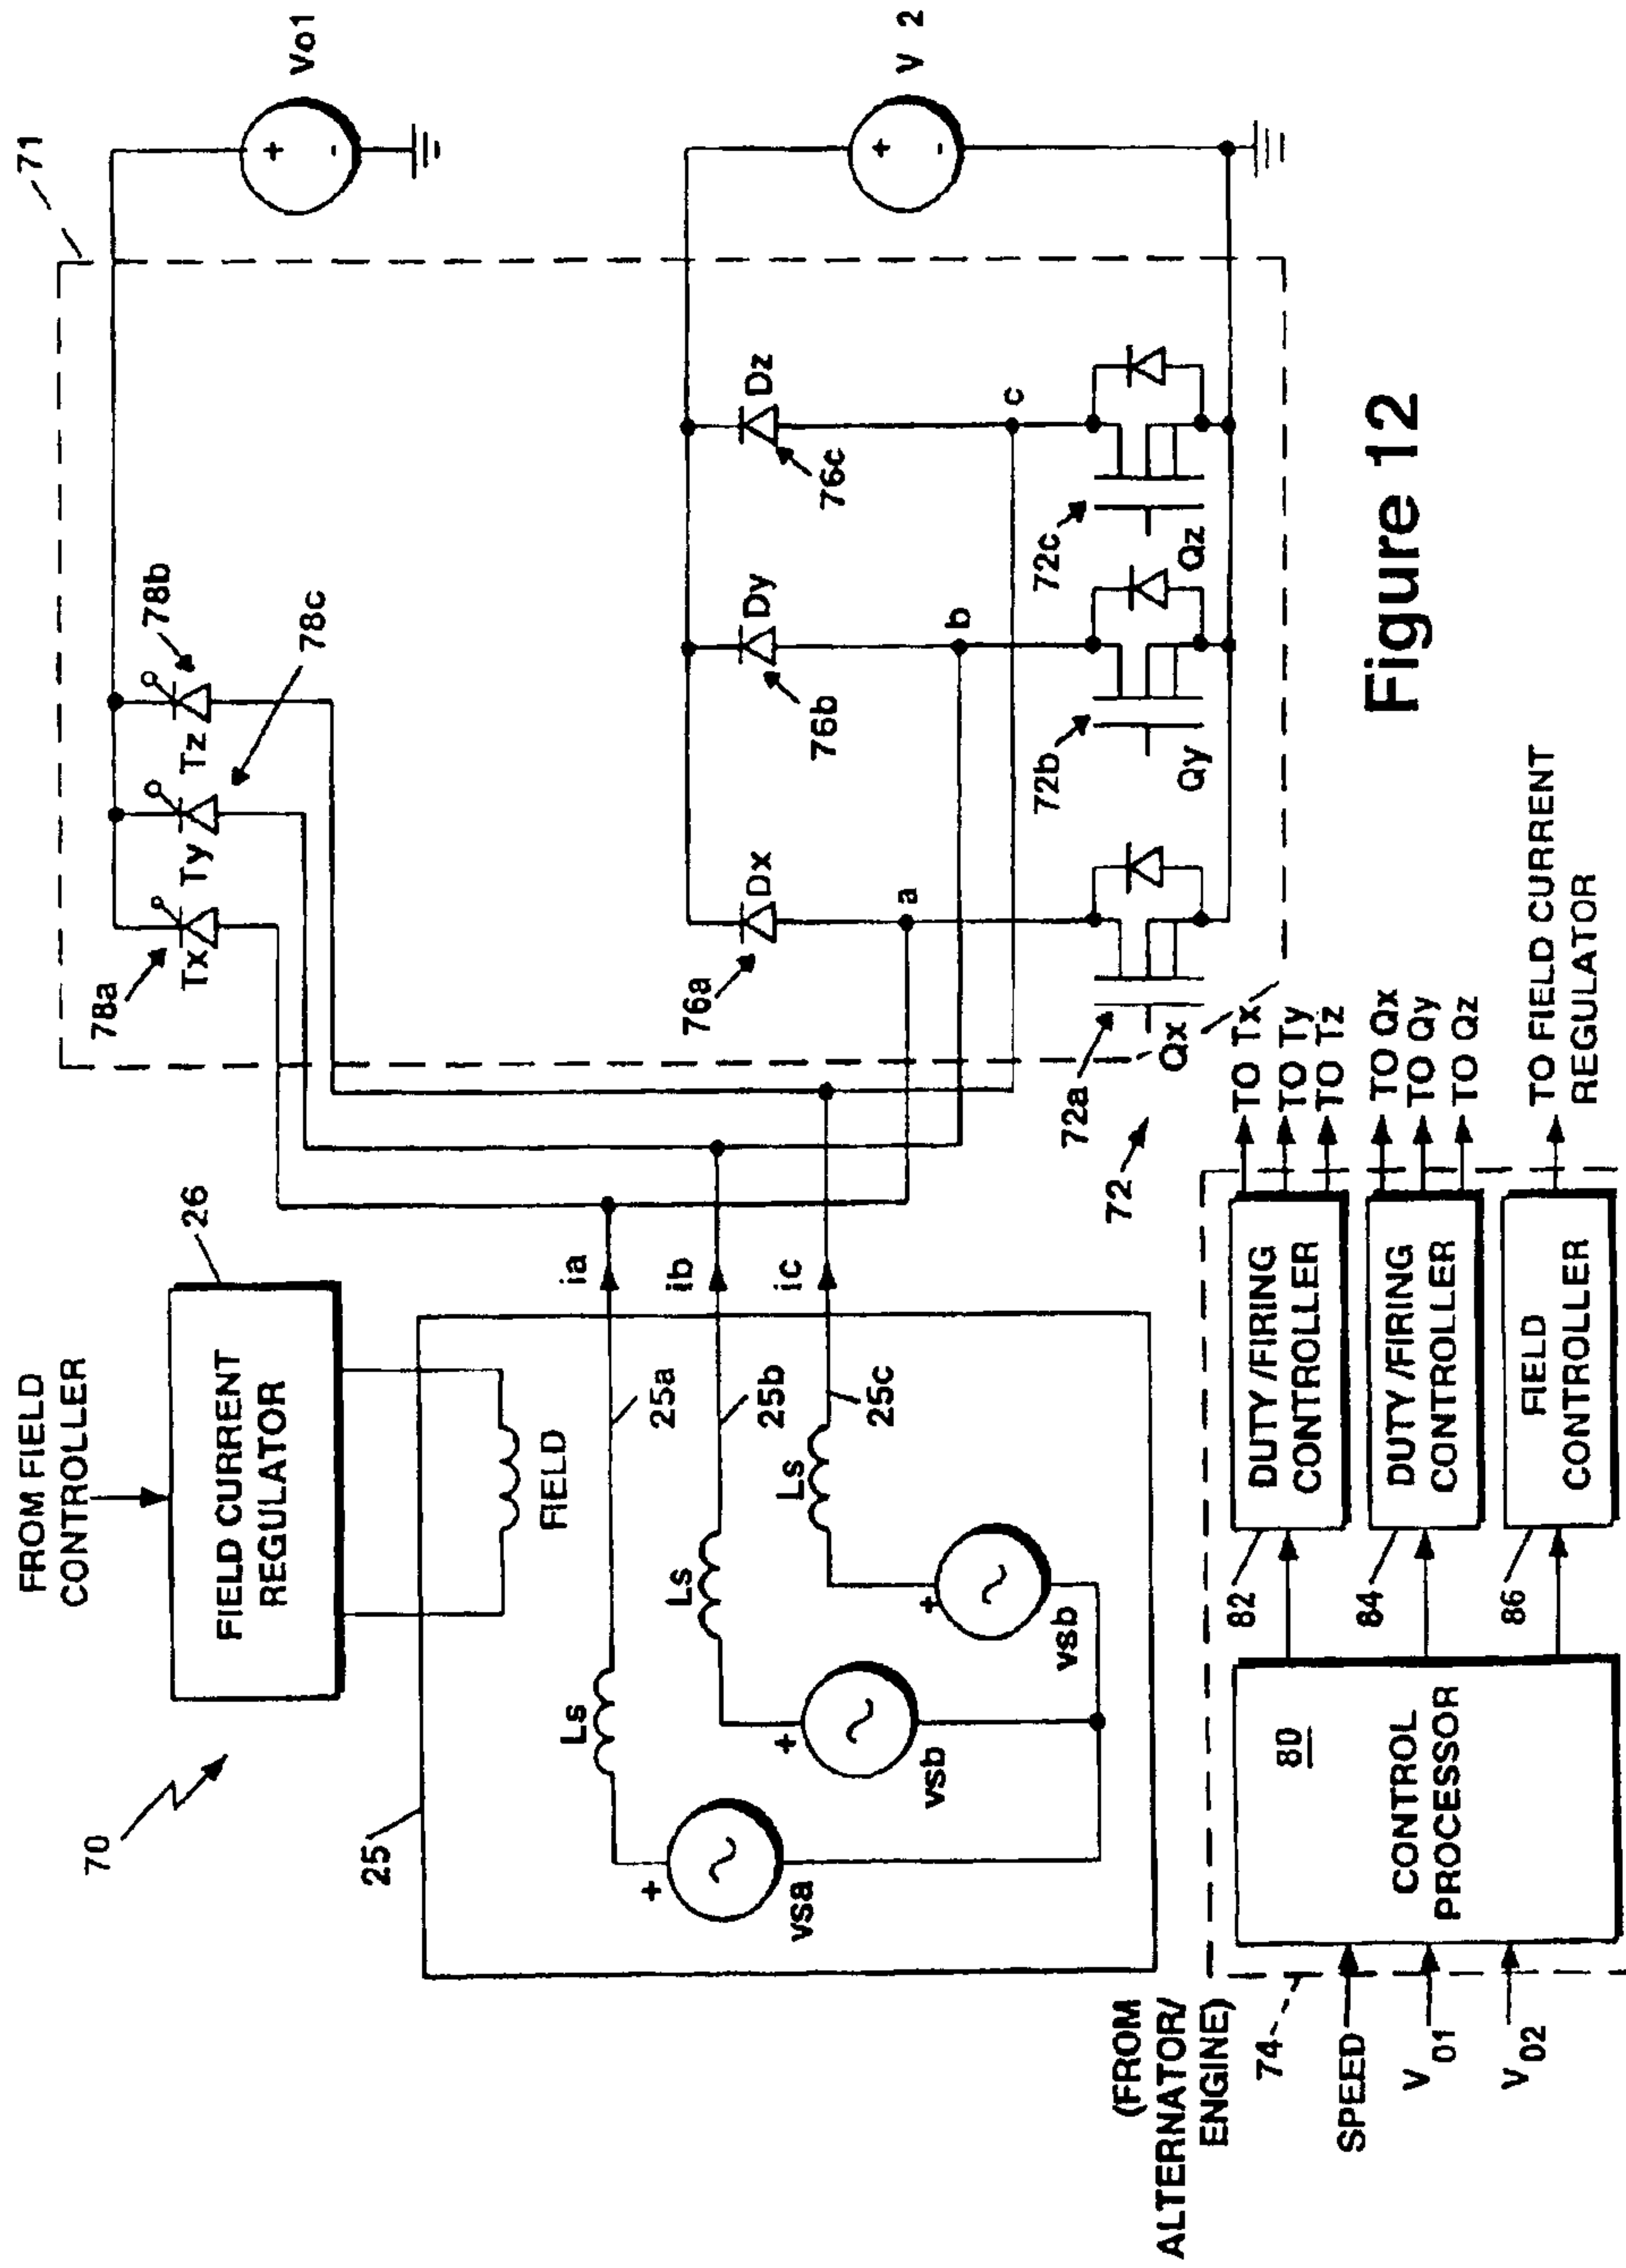 FROM FIELD
CONTROLLER
FIELD CURRENT
REGULATOR
26
FIELD
70
25
Ls
Ls
Ls
vsa
vsb
vsb
+
+
+
25a
25b
25c
ia
ib
ic
71
78a
Tx
Ty
Tz
78b
78c
Vo1
+
-
V 2
+
-
76a
Dx
76b
Dy
76c
Dz
a
b
c
72
72a
Qx
72b
Qy
72c
Qz
(FROM
ALTERNATOR/
ENGINE)
74
SPEED
V01
V02
80
CONTROL
PROCESSOR
82
DUTY/FIRING
CONTROLLER
84
DUTY/FIRING
CONTROLLER
86
FIELD
CONTROLLER
TO Tx
TO Ty
TO Tz
TO Qx
TO Qy
TO Qz
TO FIELD CURRENT
REGULATOR
Figure 12